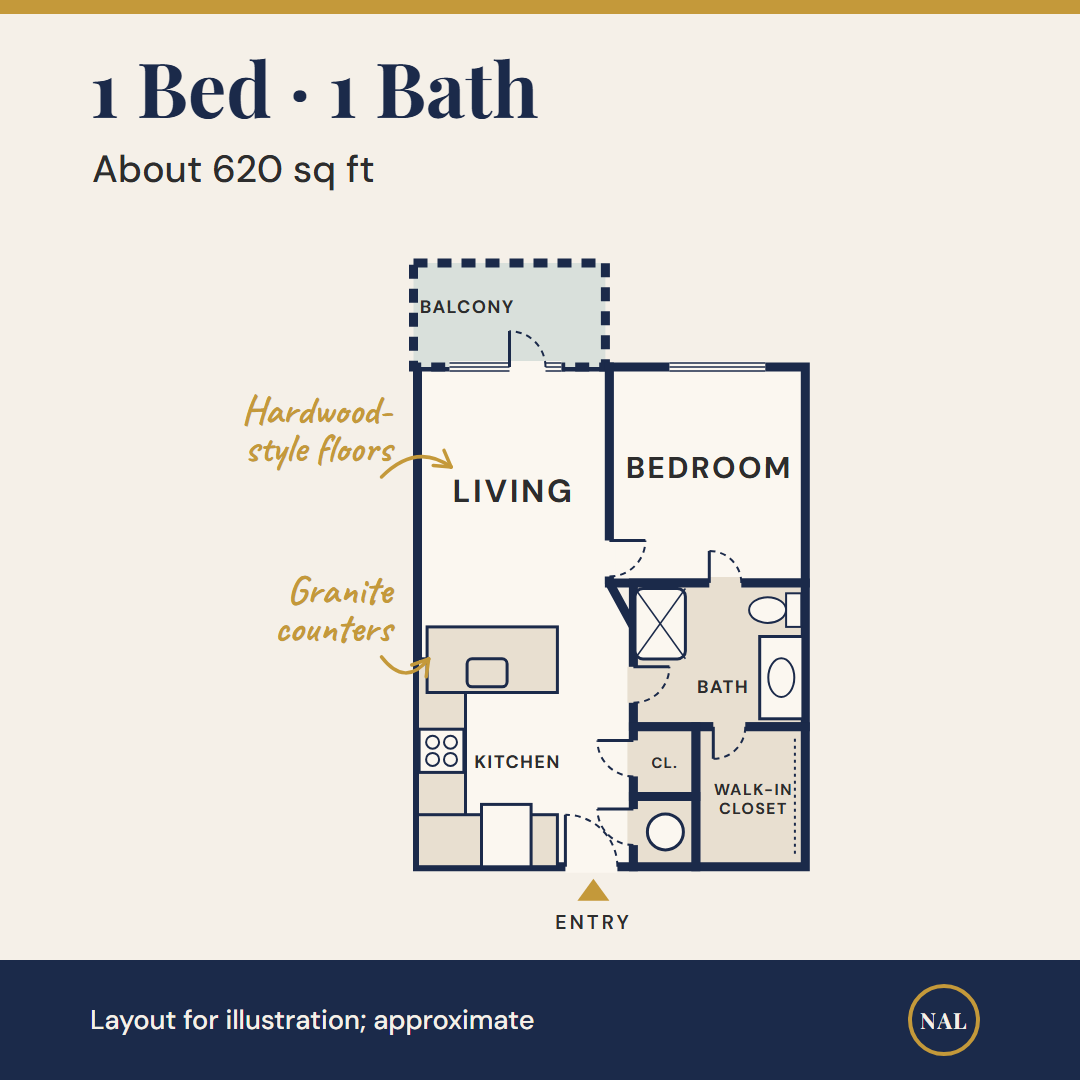 1 Bed · 1 Bath
About 620 sq ft
BALCONY
Hardwood-
style floors
LIVING
BEDROOM
Granite
counters
BATH
KITCHEN
CL.
WALK-IN
CLOSET
ENTRY
Layout for illustration; approximate
NAL